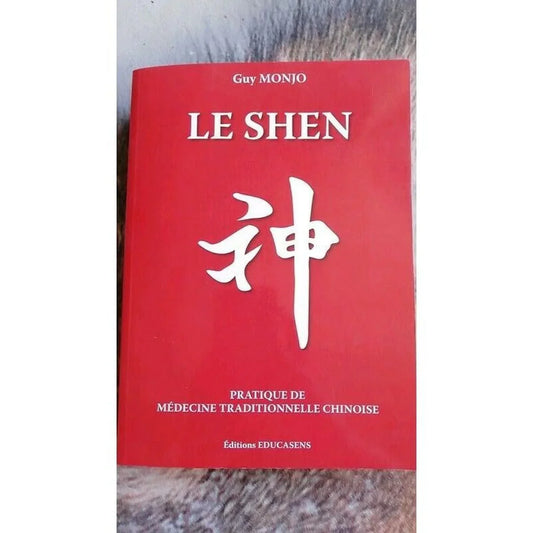 Guy MONJO
LE SHEN
神
PRATIQUE DE
MÉDECINE TRADITIONNELLE CHINOISE
Éditions EDUCASENS